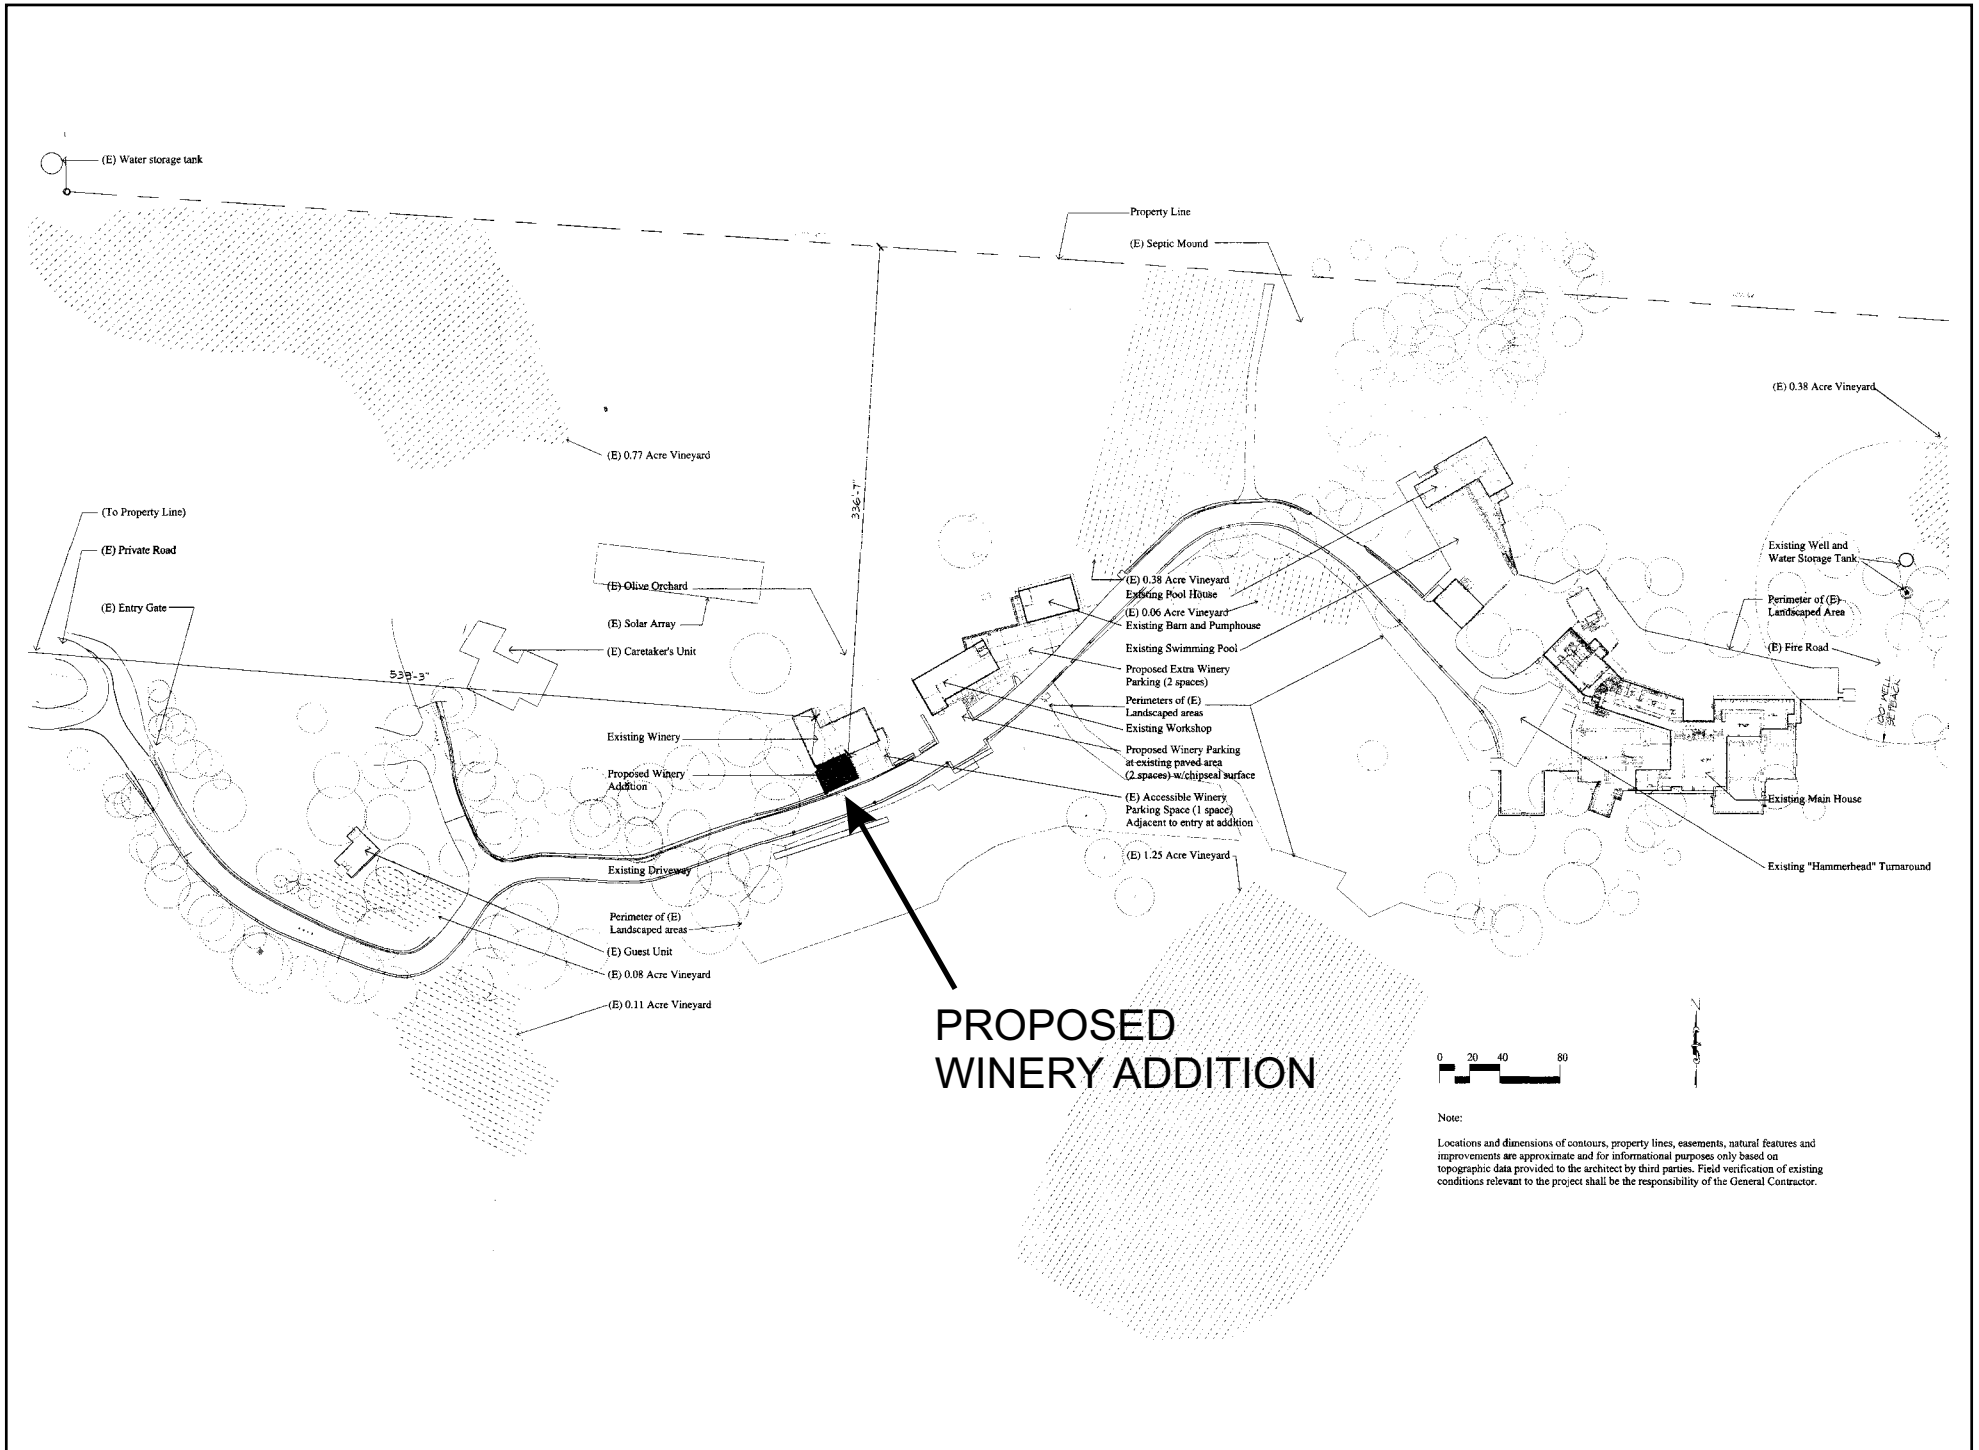 (E) Water storage tank
Property Line
(E) Septic Mound
(E) 0.38 Acre Vineyard
(E) 0.77 Acre Vineyard
336'-7"
(To Property Line)
(E) Private Road
(E) Entry Gate
(E) Olive Orchard
(E) Solar Array
(E) Caretaker's Unit
533'-3"
Existing Winery
Proposed Winery
Addition
Existing Driveway
Perimeter of (E)
Landscaped areas
(E) Guest Unit
(E) 0.08 Acre Vineyard
(E) 0.11 Acre Vineyard
(E) 0.38 Acre Vineyard
Existing Pool House
(E) 0.06 Acre Vineyard
Existing Barn and Pumphouse
Existing Swimming Pool
Proposed Extra Winery
Parking (2 spaces)
Perimeters of (E)
Landscaped areas
Existing Workshop
Proposed Winery Parking
at existing paved area
(2 spaces) w/chipseal surface
(E) Accessible Winery
Parking Space (1 space)
Adjacent to entry at addition
(E) 1.25 Acre Vineyard
Existing Well and
Water Storage Tank
Perimeter of (E)
Landscaped Area
(E) Fire Road
100' WELL
SETBACK
Existing Main House
Existing "Hammerhead" Turnaround
PROPOSED
WINERY ADDITION
N
0 20 40 80
Note:
Locations and dimensions of contours, property lines, easements, natural features and
improvements are approximate and for informational purposes only based on
topographic data provided to the architect by third parties. Field verification of existing
conditions relevant to the project shall be the responsibility of the General Contractor.